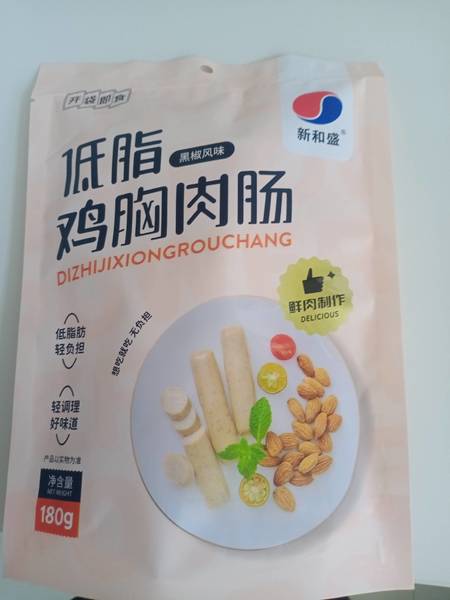 开袋即食
新和盛®
低脂
黑椒风味
鸡胸肉肠
DIZHIJIXIONGROUCHANG
鲜肉制作
DELICIOUS
低脂肪
轻负担
想吃就吃 无负担
轻调理
好味道
产品以实物为准
净含量
NET WEIGHT
180g